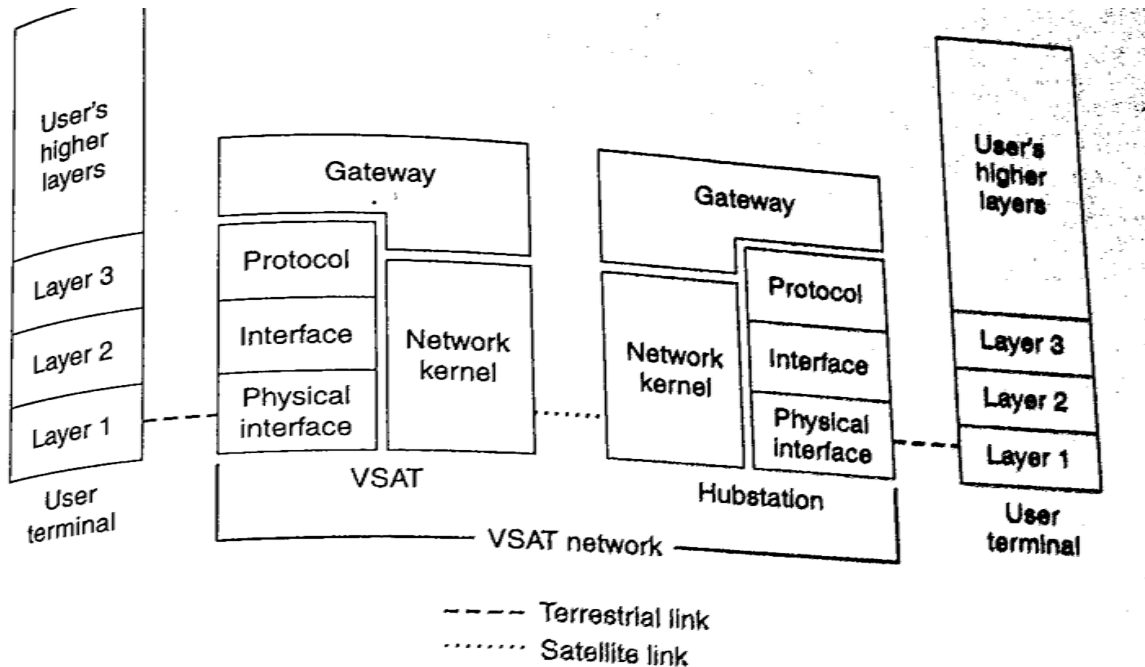 User's
higher
layers
Layer 3
Layer 2
Layer 1
User
terminal
Gateway
Protocol
Interface
Physical
interface
Network
kernel
VSAT
Gateway
Network
kernel
Protocol
Interface
Physical
interface
Hubstation
VSAT network
User's
higher
layers
Layer 3
Layer 2
Layer 1
User
terminal
Terrestrial link
Satellite link